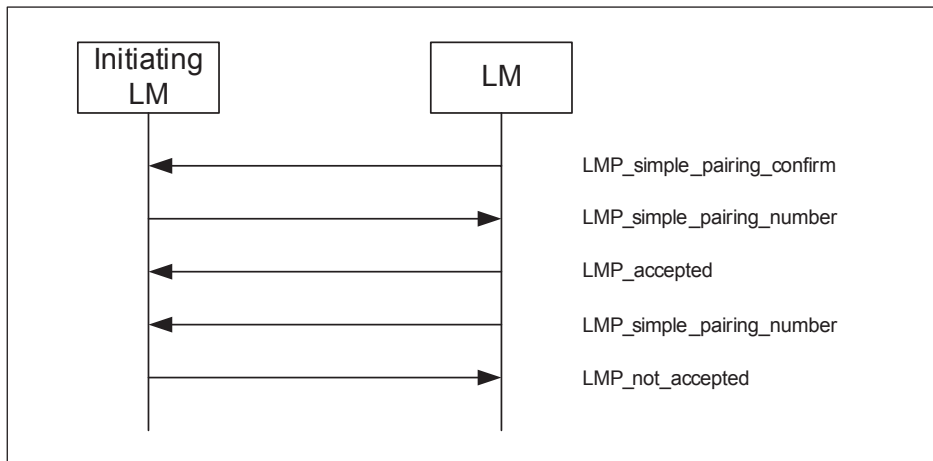 Initiating
LM
LM
LMP_simple_pairing_confirm
LMP_simple_pairing_number
LMP_accepted
LMP_simple_pairing_number
LMP_not_accepted